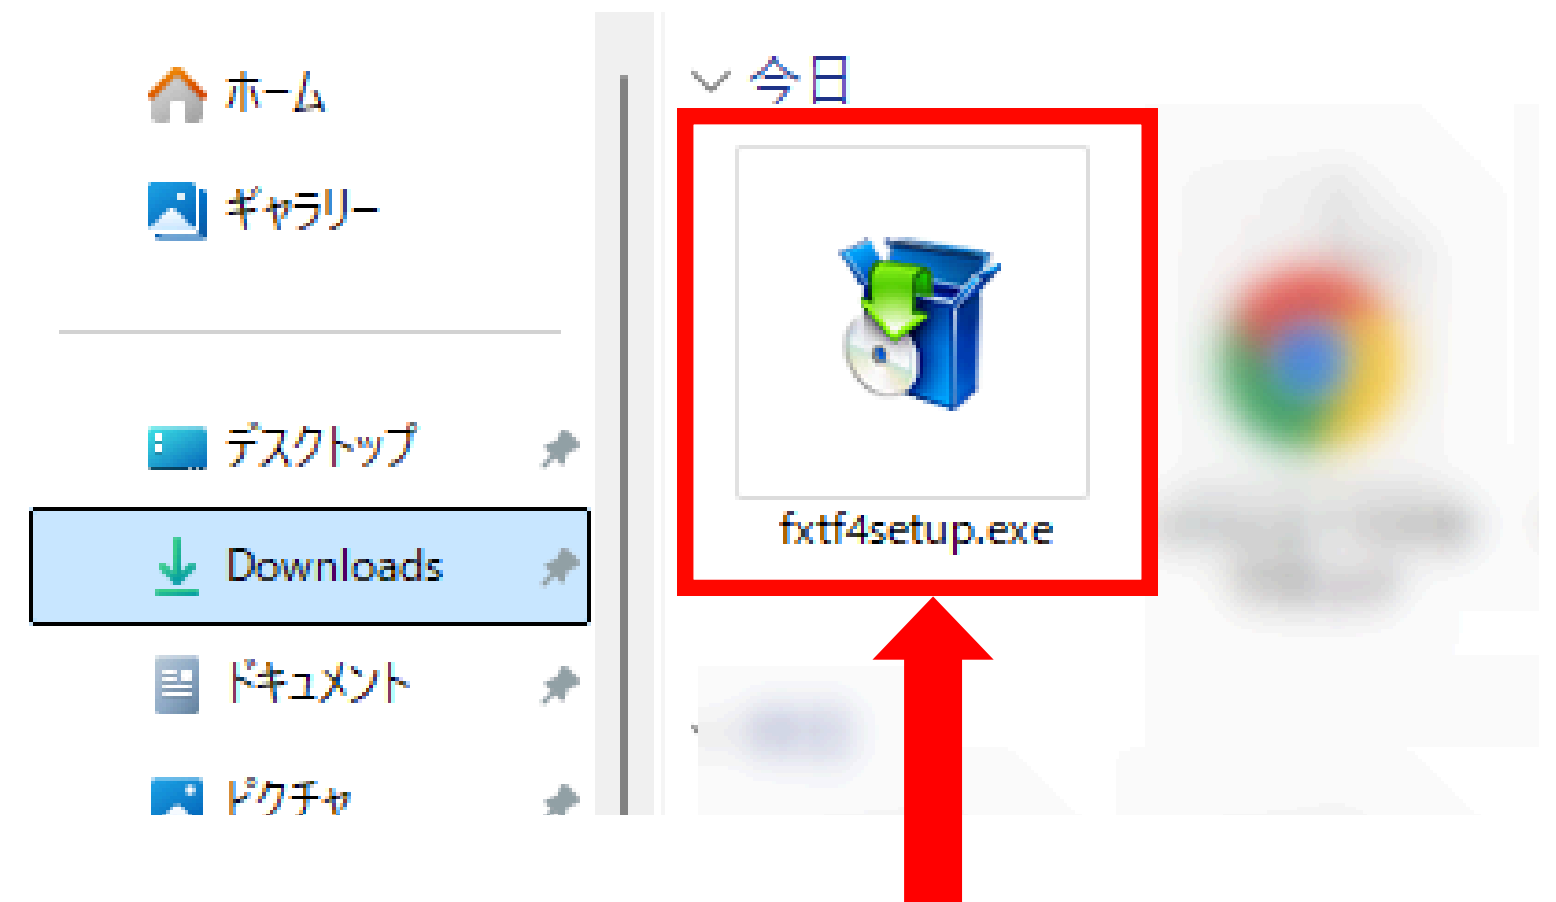 ホーム
ギャラリー
デスクトップ
Downloads
ドキュメント
ピクチャ
今日
fxtf4setup.exe